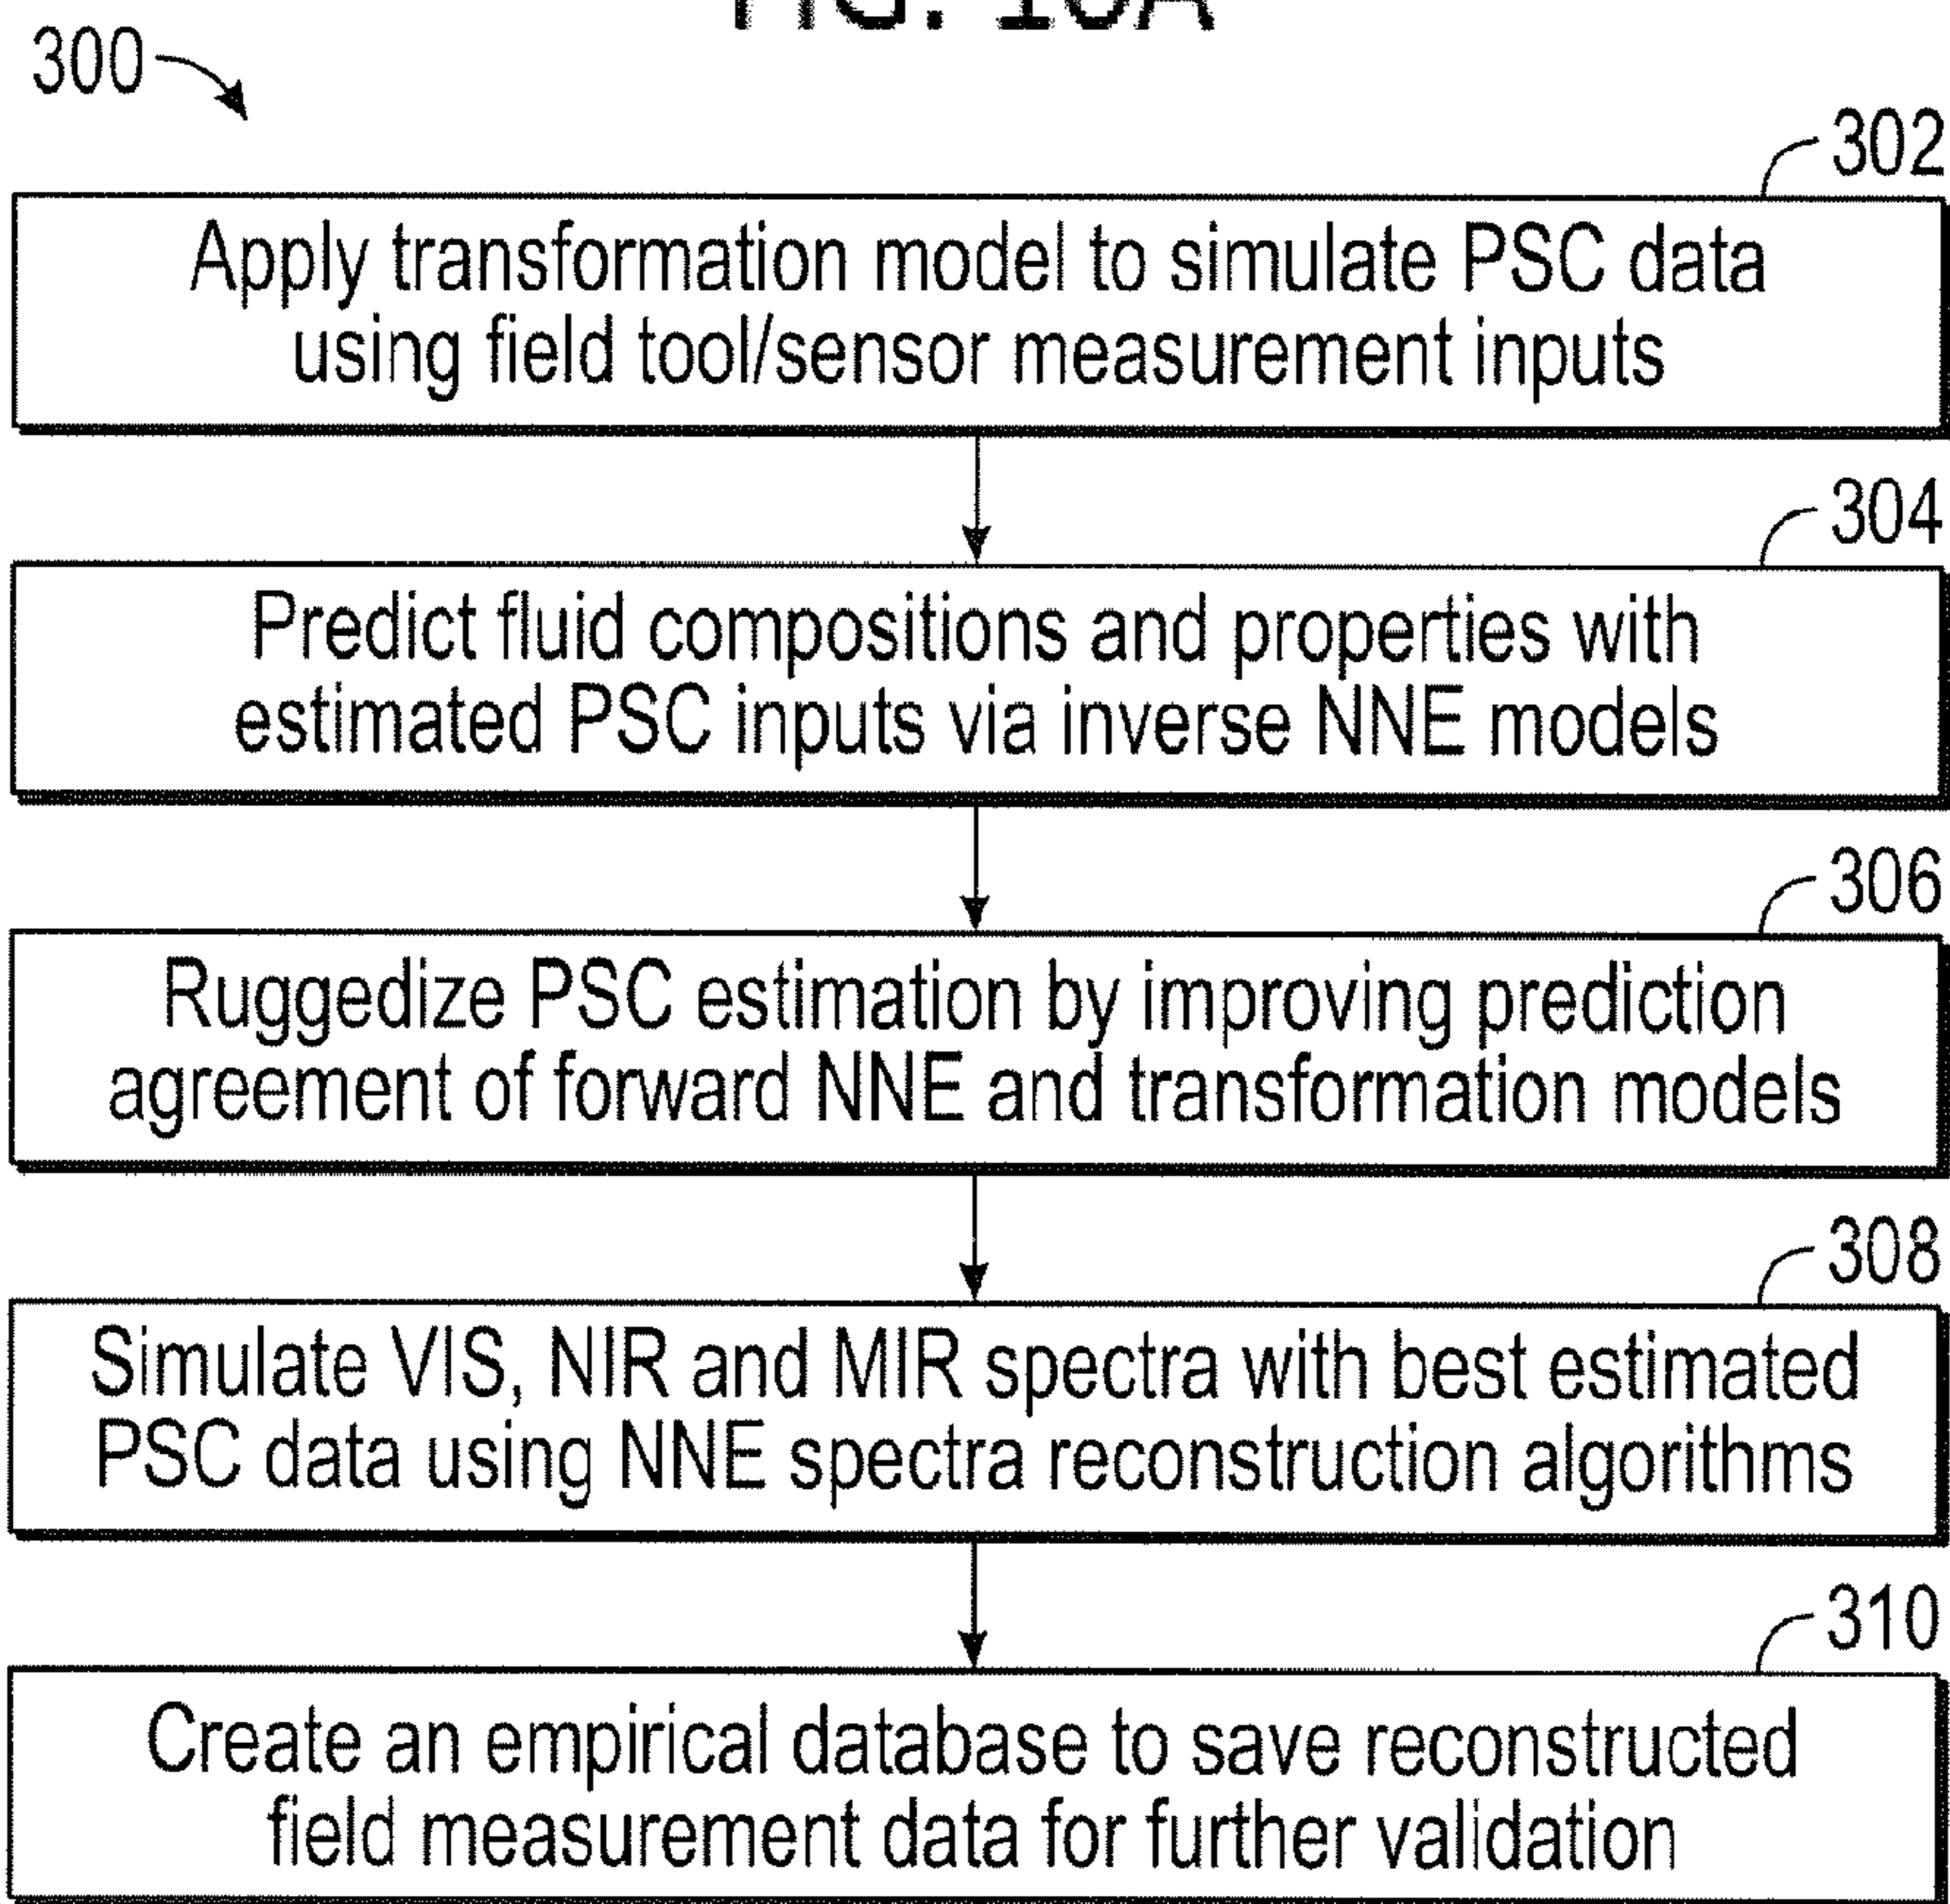 FIG. 10A
300
302
Apply transformation model to simulate PSC data
using field tool/sensor measurement inputs
304
Predict fluid compositions and properties with
estimated PSC inputs via inverse NNE models
306
Ruggedize PSC estimation by improving prediction
agreement of forward NNE and transformation models
308
Simulate VIS, NIR and MIR spectra with best estimated
PSC data using NNE spectra reconstruction algorithms
310
Create an empirical database to save reconstructed
field measurement data for further validation